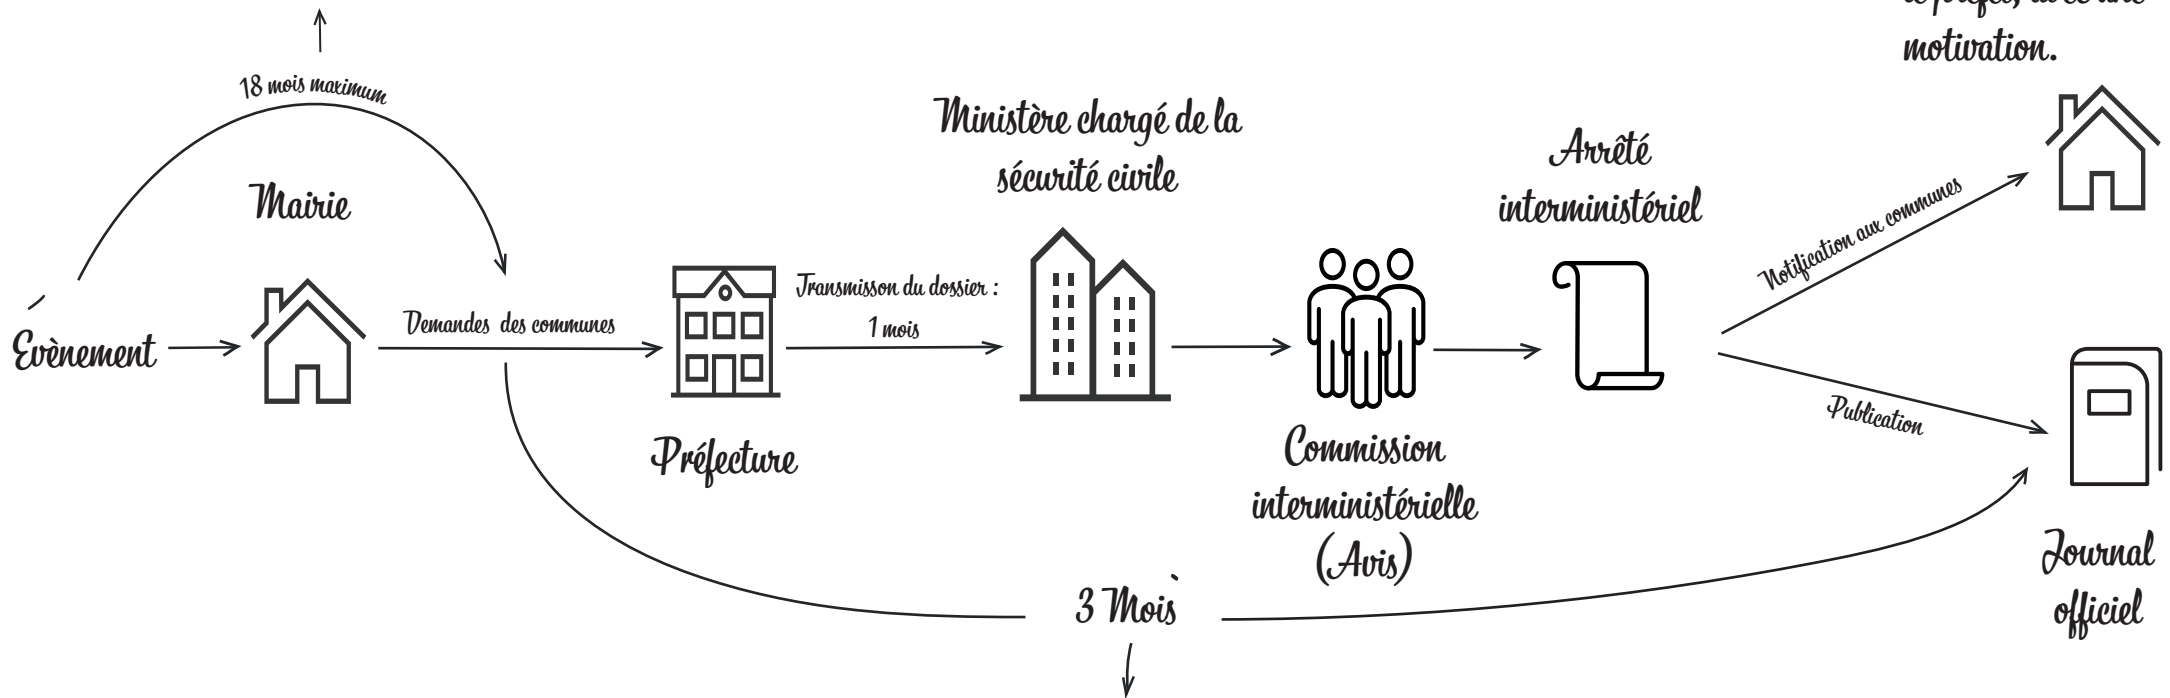 motivation.
18 mois maximum
Mairie
Ministère chargé de la
sécurité civile
Arrêté
interministériel
Notification aux communes
Transmisson du dossier :
1 mois
Demandes des communes
Évènement
Préfecture
Publication
Commission
interministérielle
(Avis)
Journal
officiel
3 Mois